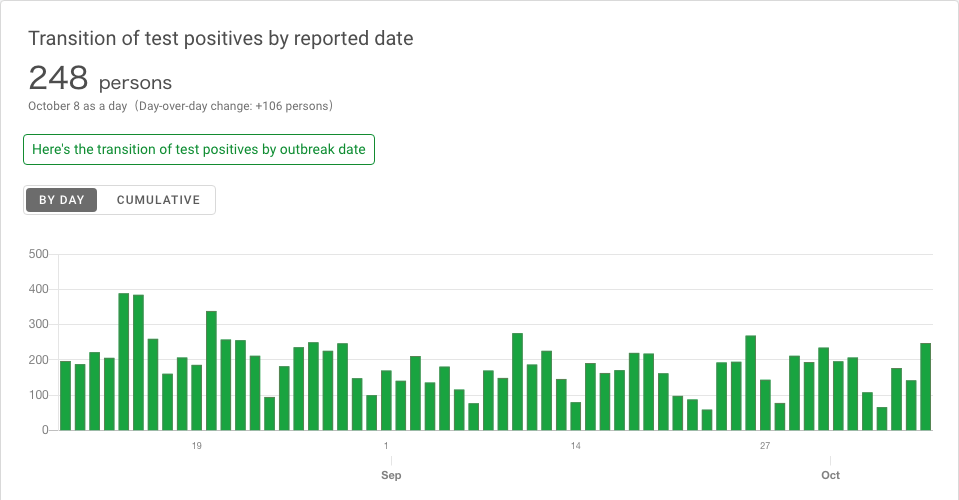 Transition of test positives by reported date
248 persons
October 8 as a day（Day-over-day change: +106 persons）
Here's the transition of test positives by outbreak date
BY DAY CUMULATIVE
500
400
300
200
100
0
19 1 14 27
Sep Oct